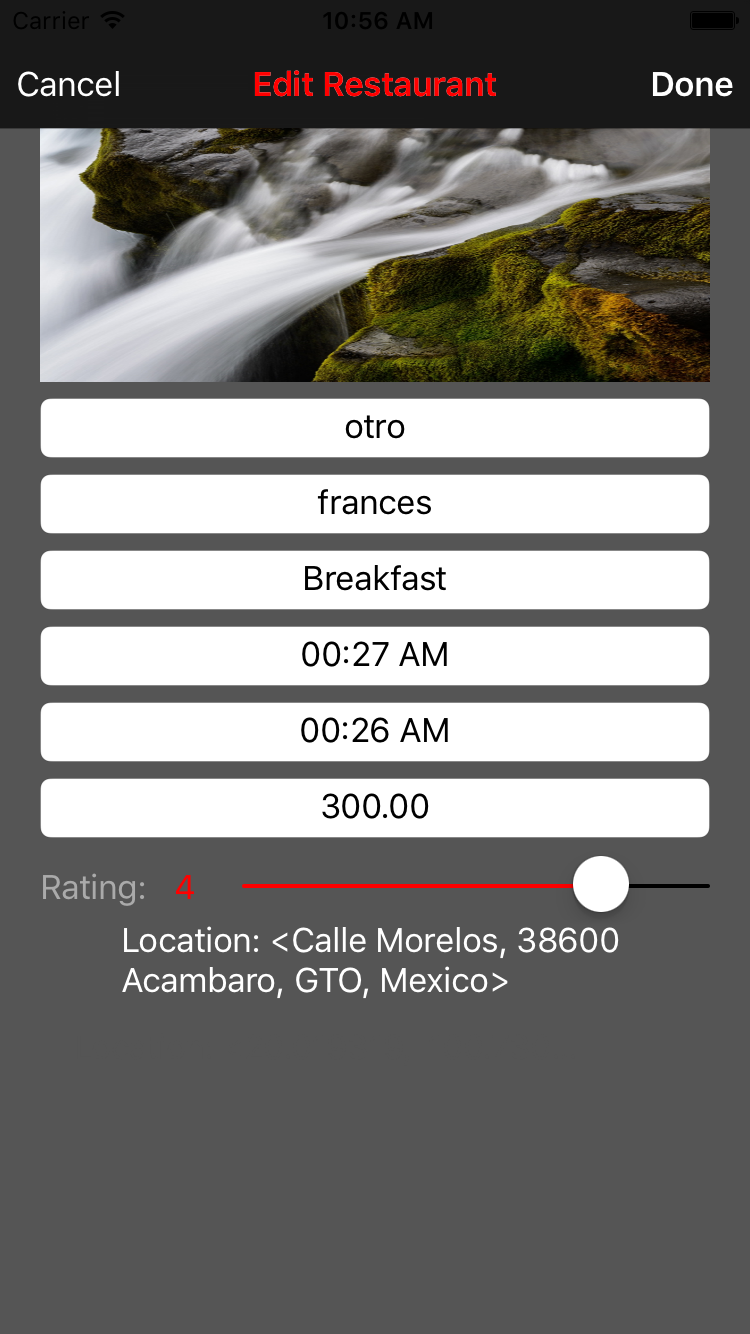 Carrier 10:56 AM
Cancel Edit Restaurant Done
otro
frances
Breakfast
00:27 AM
00:26 AM
300.00
Rating: 4
Location: <Calle Morelos, 38600
Acambaro, GTO, Mexico>